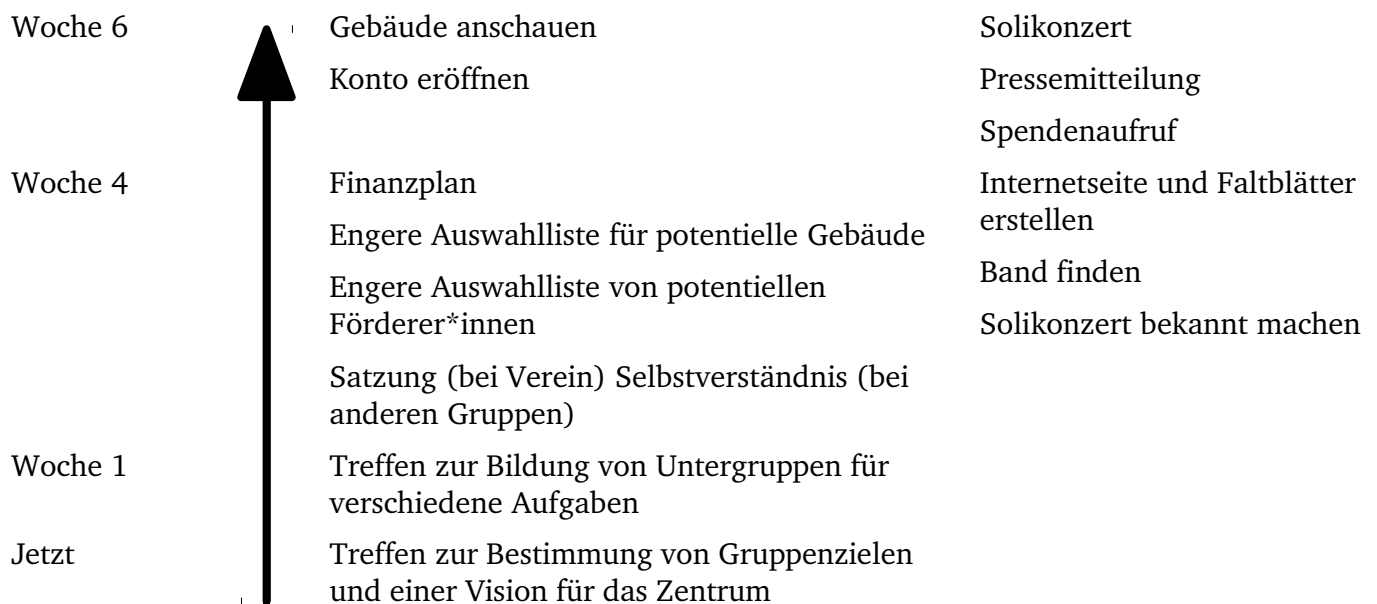 Woche 6 Gebäude anschauen Solikonzert
Konto eröffnen Pressemitteilung
Spendenaufruf
Woche 4 Finanzplan Internetseite und Faltblätter
erstellen
Engere Auswahlliste für potentielle Gebäude
Band finden
Engere Auswahlliste von potentiellen
Förderer*innen Solikonzert bekannt machen
Satzung (bei Verein) Selbstverständnis (bei
anderen Gruppen)
Woche 1 Treffen zur Bildung von Untergruppen für
verschiedene Aufgaben
Jetzt Treffen zur Bestimmung von Gruppenzielen
und einer Vision für das Zentrum